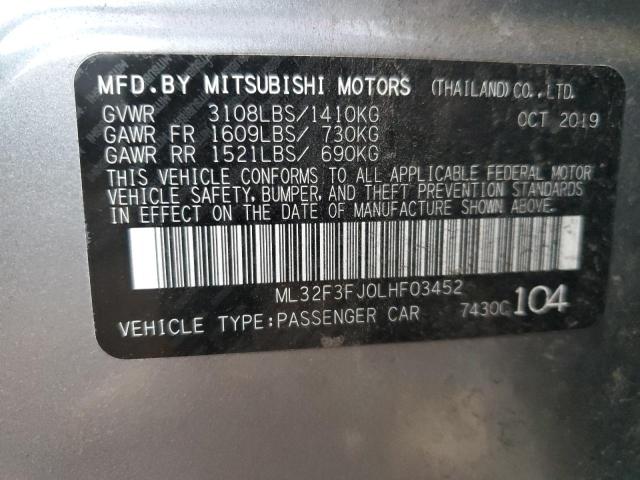 MFD.BY MITSUBISHI MOTORS (THAILAND)CO.,LTD.
GVWR 3108LBS/1410KG OCT 2019
GAWR FR 1609LBS/ 730KG
GAWR RR 1521LBS/ 690KG
THIS VEHICLE CONFORMS TO ALL APPLICABLE FEDERAL MOTOR
VEHICLE SAFETY, BUMPER, AND THEFT PREVENTION STANDARDS
IN EFFECT ON THE DATE OF MANUFACTURE SHOWN ABOVE.
ML32F3FJ0LHF03452
VEHICLE TYPE:PASSENGER CAR 7430C 104